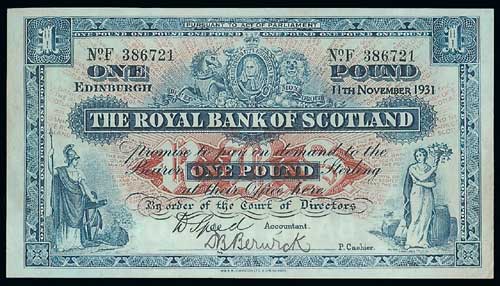 PURSUANT TO ACT OF PARLIAMENT
No F 386721 No F 386721
ONE POUND
EDINBURGH 11TH NOVEMBER 1931
THE ROYAL BANK OF SCOTLAND
promise to pay on demand to the
Bearer ONE POUND Sterling
at their Office here
By order of the Court of Directors
D Speed Accountant.
D.B. Berwick P. Cashier.